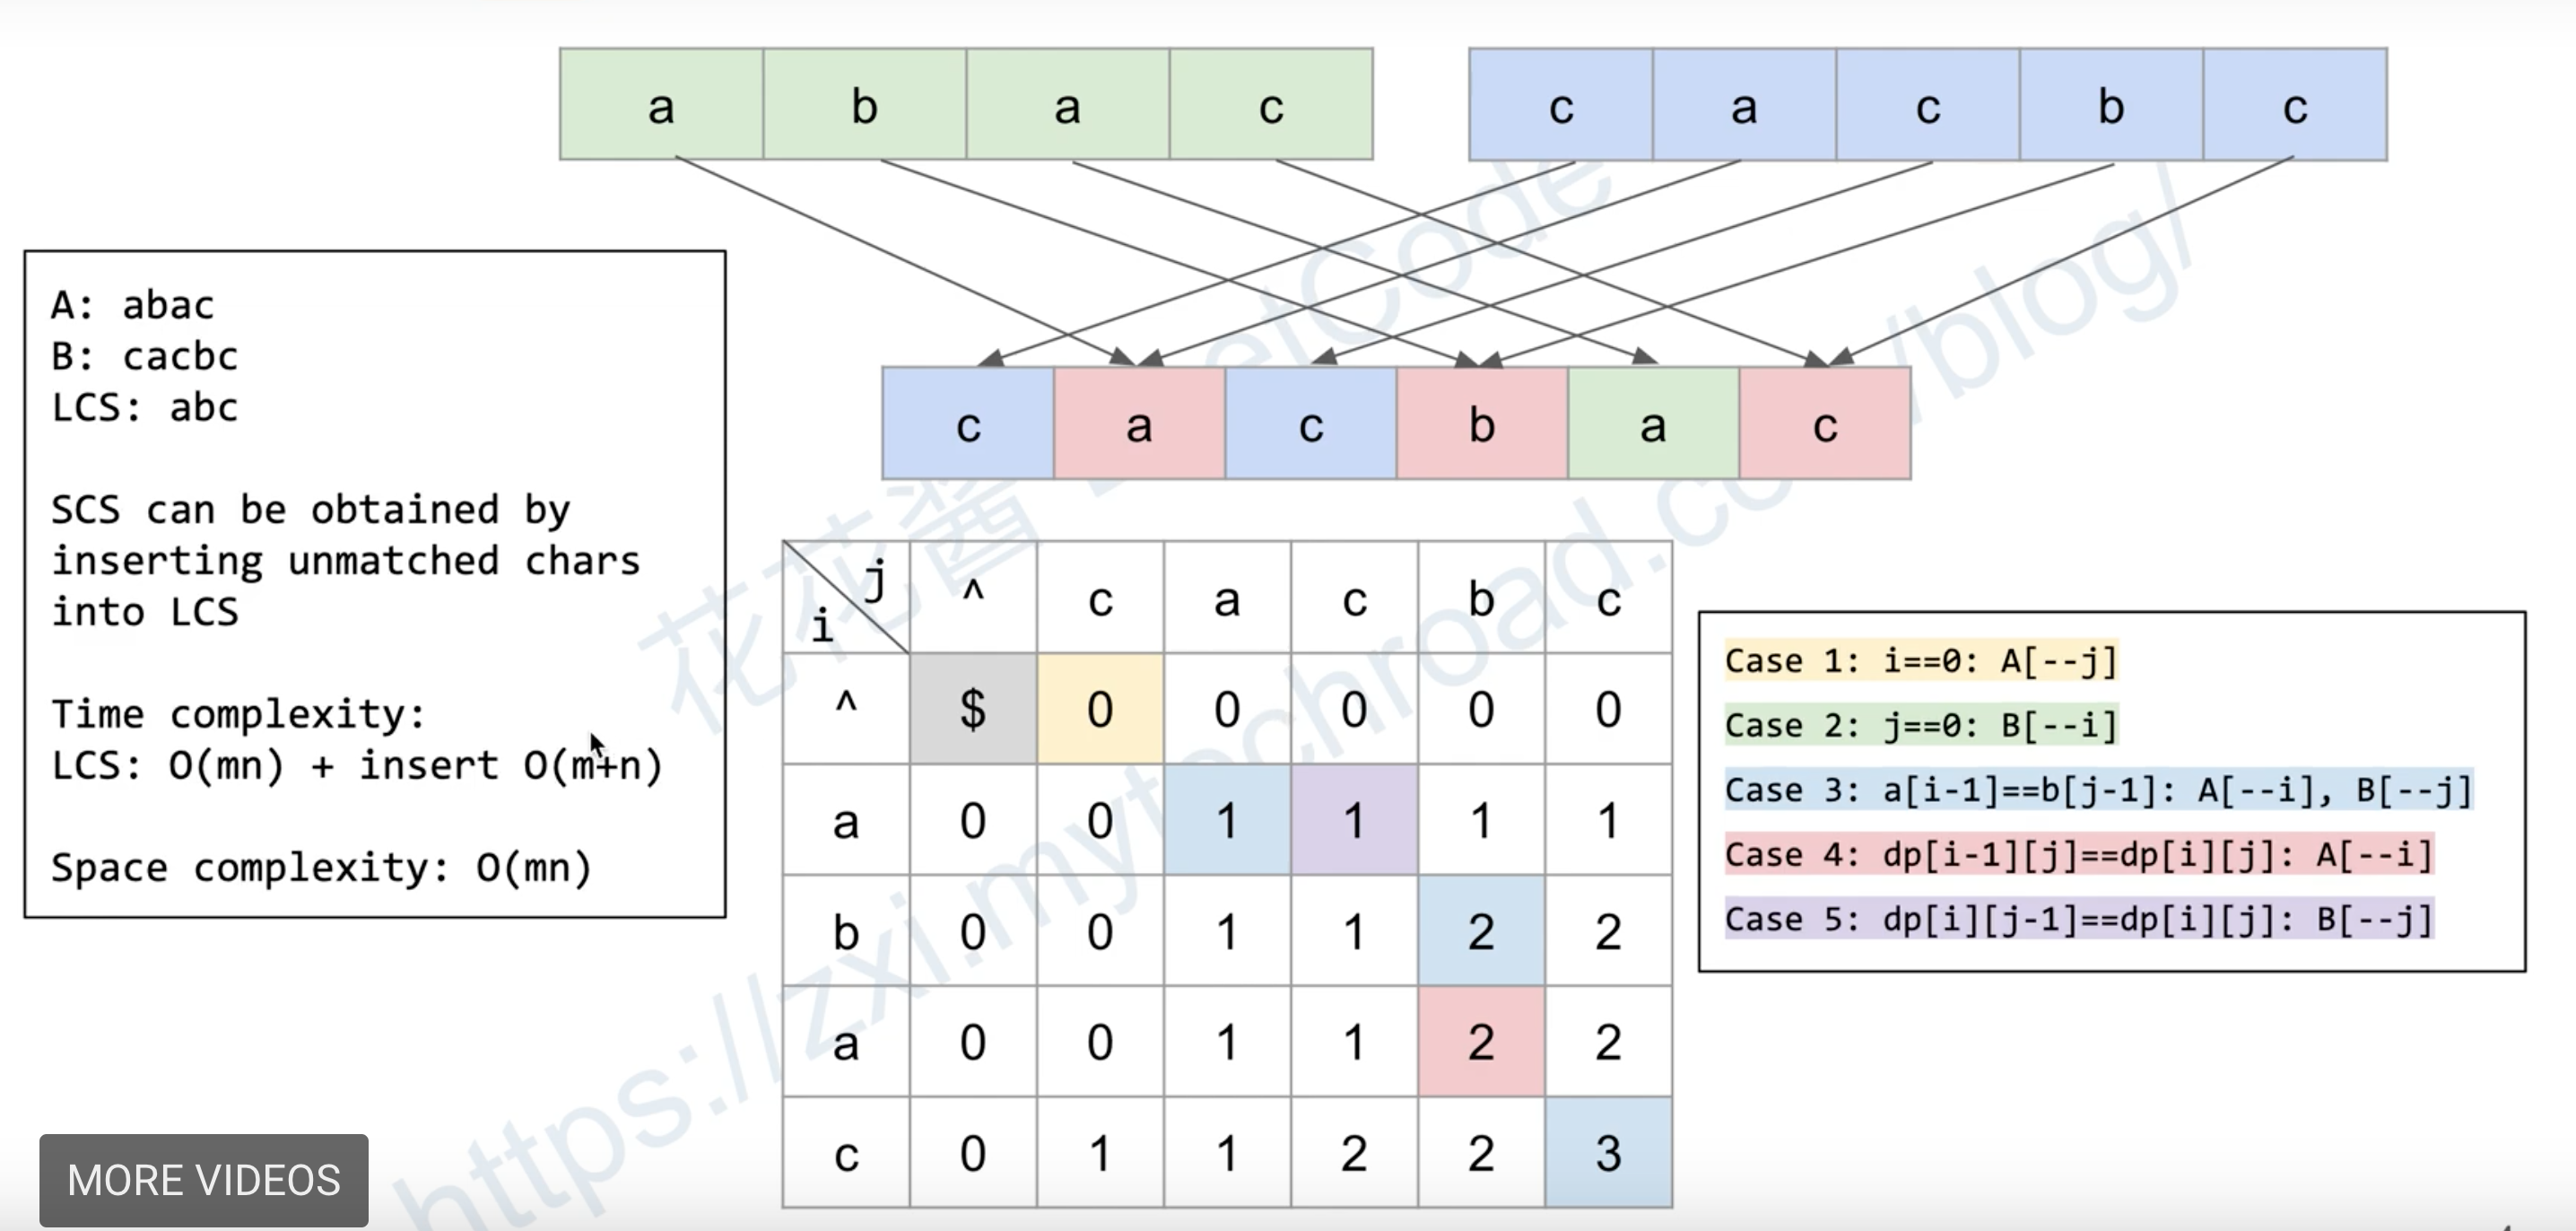 a b a c c a c b c
c a c b a c
A: abac
B: cacbc
LCS: abc
SCS can be obtained by
inserting unmatched chars
into LCS
Time complexity:
LCS: O(mn) + insert O(m+n)
Space complexity: O(mn)
j
i
^ c a c b c
^ $ 0 0 0 0 0
a 0 0 1 1 1 1
b 0 0 1 1 2 2
a 0 0 1 1 2 2
c 0 1 1 2 2 3
Case 1: i==0: A[--j]
Case 2: j==0: B[--i]
Case 3: a[i-1]==b[j-1]: A[--i], B[--j]
Case 4: dp[i-1][j]==dp[i][j]: A[--i]
Case 5: dp[i][j-1]==dp[i][j]: B[--j]
MORE VIDEOS
花花酱
etCode
https://zxi.mytechroad.co
/blog/